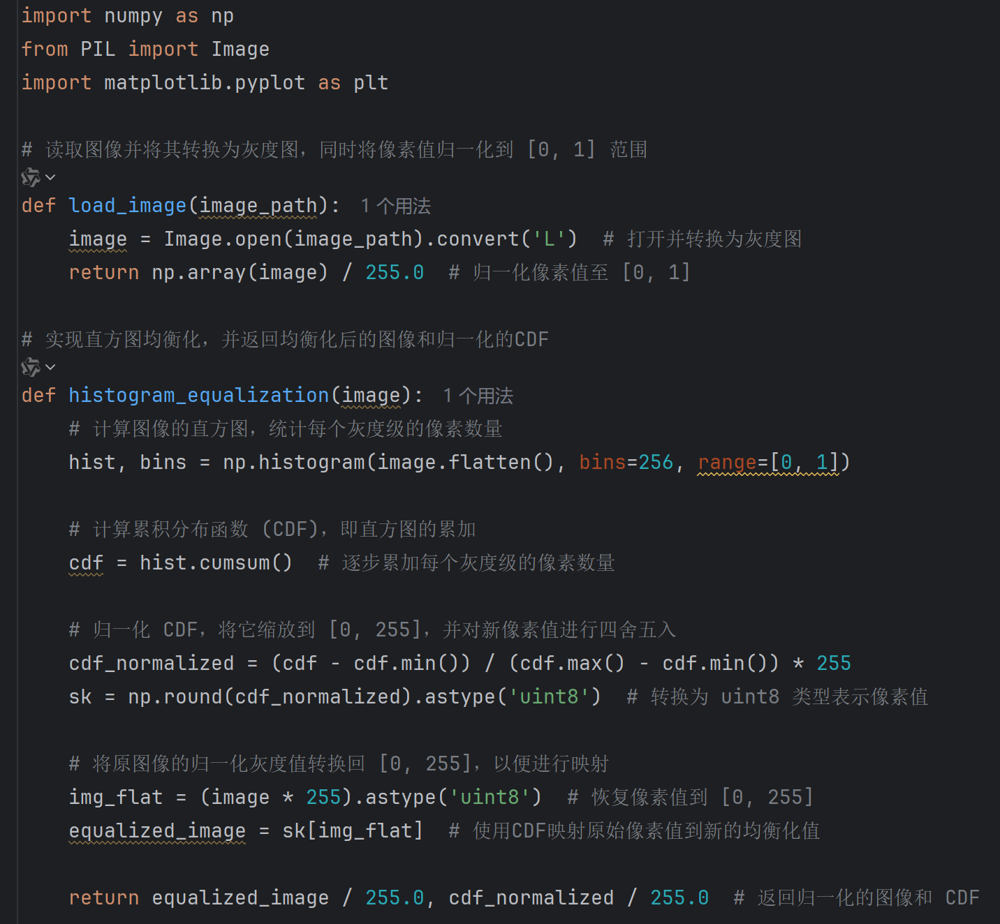 import numpy as np
from PIL import Image
import matplotlib.pyplot as plt
# 读取图像并将其转换为灰度图，同时将像素值归一化到 [0, 1] 范围
def load_image(image_path): 1 个用法
    image = Image.open(image_path).convert('L')  # 打开并转换为灰度图
    return np.array(image) / 255.0  # 归一化像素值至 [0, 1]
# 实现直方图均衡化，并返回均衡化后的图像和归一化的CDF
def histogram_equalization(image): 1 个用法
    # 计算图像的直方图，统计每个灰度级的像素数量
    hist, bins = np.histogram(image.flatten(), bins=256, range=[0, 1])
    # 计算累积分布函数 (CDF)，即直方图的累加
    cdf = hist.cumsum()  # 逐步累加每个灰度级的像素数量
    # 归一化 CDF，将它缩放到 [0, 255]，并对新像素值进行四舍五入
    cdf_normalized = (cdf - cdf.min()) / (cdf.max() - cdf.min()) * 255
    sk = np.round(cdf_normalized).astype('uint8')  # 转换为 uint8 类型表示像素值
    # 将原图像的归一化灰度值转换回 [0, 255]，以便进行映射
    img_flat = (image * 255).astype('uint8')  # 恢复像素值到 [0, 255]
    equalized_image = sk[img_flat]  # 使用CDF映射原始像素值到新的均衡化值
    return equalized_image / 255.0, cdf_normalized / 255.0  # 返回归一化的图像和 CDF